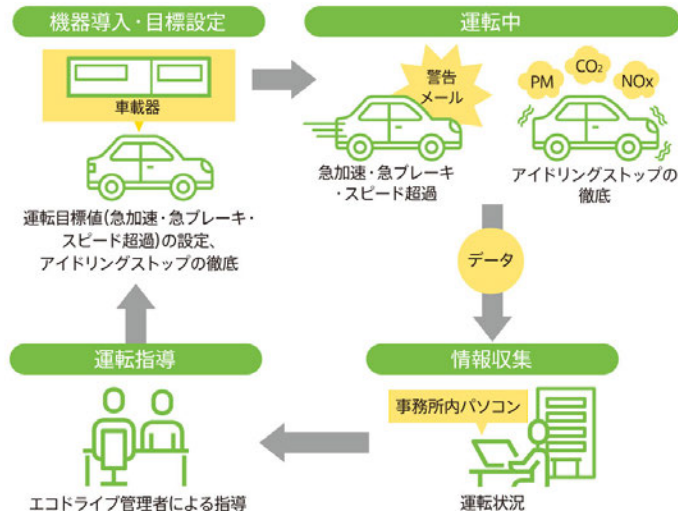 機器導入・目標設定
車載器
運転目標値(急加速・急ブレーキ・
スピード超過)の設定、
アイドリングストップの徹底
運転中
警告
メール
急加速・急ブレーキ
・スピード超過
PM
CO₂
NOx
アイドリングストップの
徹底
データ
情報収集
事務所内パソコン
運転状況
運転指導
エコドライブ管理者による指導